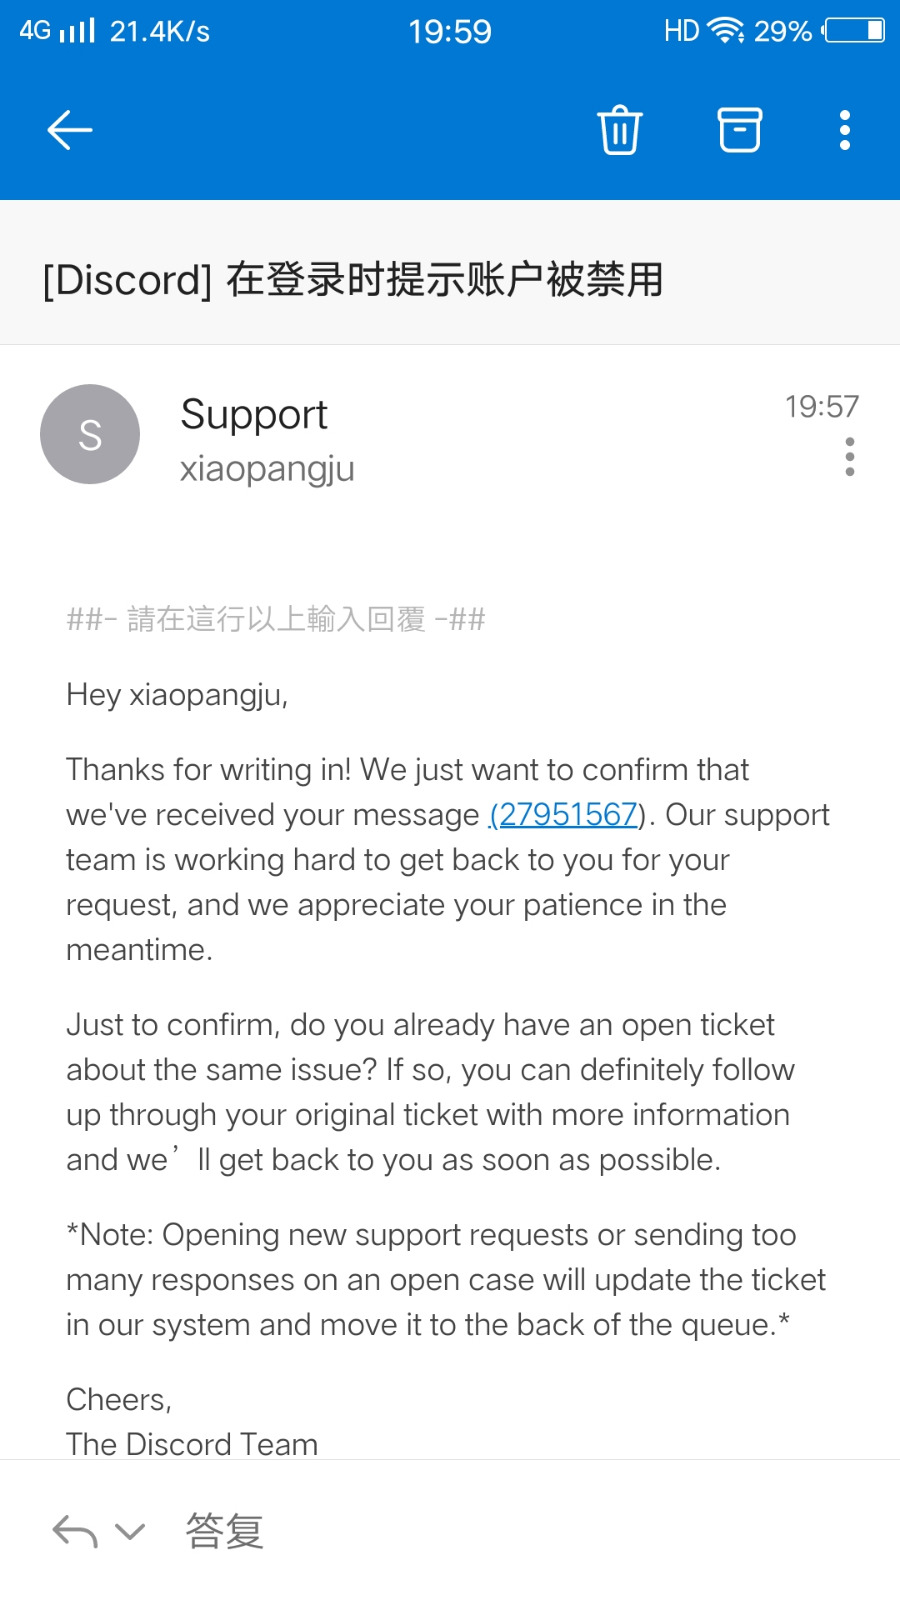 4G 21.4K/s 19:59 HD 29%
[Discord] 在登录时提示账户被禁用
S
Support 19:57
xiaopangju
##- 請在這行以上輸入回覆 -##
Hey xiaopangju,
Thanks for writing in! We just want to confirm that
we've received your message (27951567). Our support
team is working hard to get back to you for your
request, and we appreciate your patience in the
meantime.
Just to confirm, do you already have an open ticket
about the same issue? If so, you can definitely follow
up through your original ticket with more information
and we’ll get back to you as soon as possible.
*Note: Opening new support requests or sending too
many responses on an open case will update the ticket
in our system and move it to the back of the queue.*
Cheers,
The Discord Team
答复